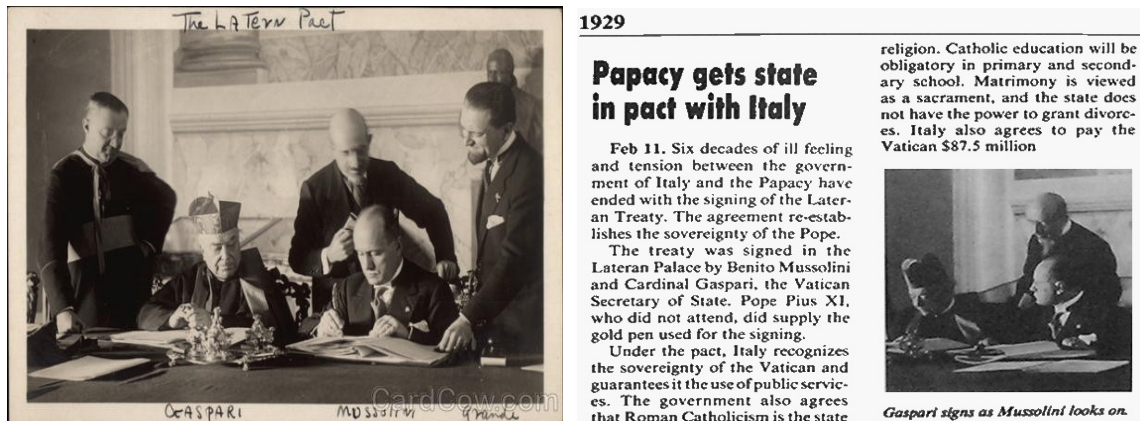 The LATern Pact
GASPARI MUSSOLINI Grande
CardCow.com
1929
Papacy gets state
in pact with Italy
Feb 11. Six decades of ill feeling
and tension between the govern-
ment of Italy and the Papacy have
ended with the signing of the Later-
an Treaty. The agreement re-estab-
lishes the sovereignty of the Pope.
The treaty was signed in the
Lateran Palace by Benito Mussolini
and Cardinal Gaspari, the Vatican
Secretary of State. Pope Pius XI,
who did not attend, did supply the
gold pen used for the signing.
Under the pact, Italy recognizes
the sovereignty of the Vatican and
guarantees it the use of public servic-
es. The government also agrees
that Roman Catholicism is the state
religion. Catholic education will be
obligatory in primary and second-
ary school. Matrimony is viewed
as a sacrament, and the state does
not have the power to grant divorc-
es. Italy also agrees to pay the
Vatican $87.5 million
Gaspari signs as Mussolini looks on.